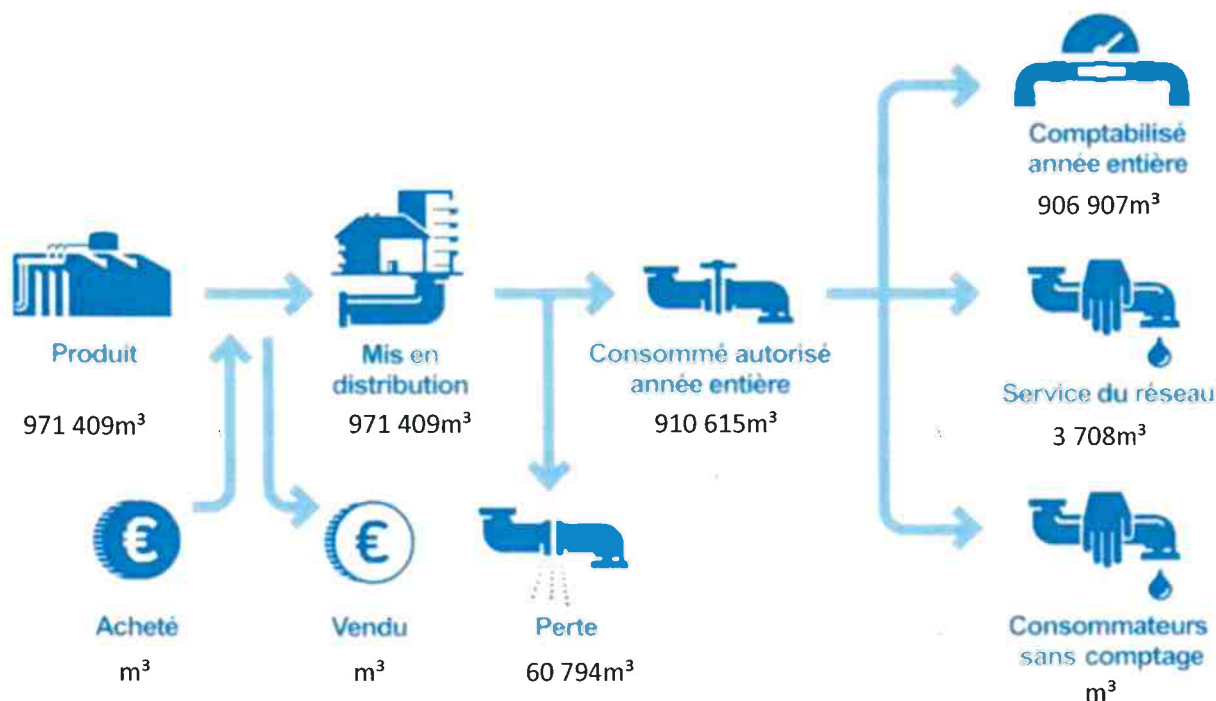 Comptabilisé
année entière
906 907m³
Produit
971 409m³
Mis en
distribution
971 409m³
Consommé autorisé
année entière
910 615m³
Service du réseau
3 708m³
€
Acheté
m³
€
Vendu
m³
Perte
60 794m³
Consommateurs
sans comptage
m³